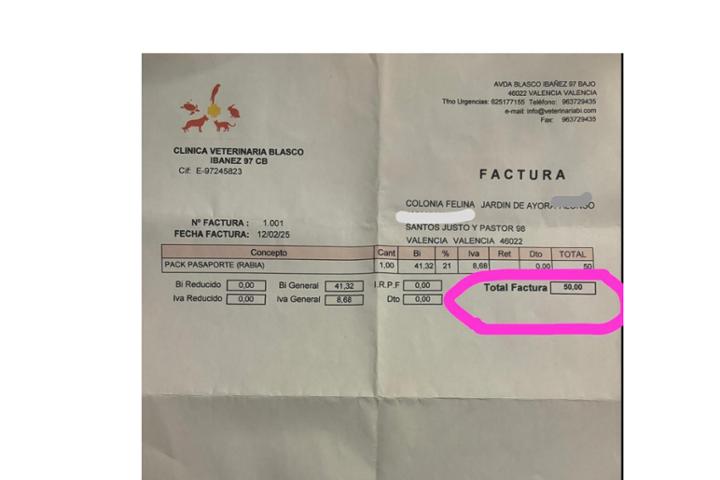 AVDA BLASCO IBAÑEZ 97 BAJO
46022 VALENCIA VALENCIA
Tfno Urgencias: 625177155 Teléfono: 963729435
e-mail: info@veterinariabi.com
Fax: 963729435
CLINICA VETERINARIA BLASCO
IBANEZ 97 CB
Cif: E-97245823
FACTURA
COLONIA FELINA JARDIN DE AYORA
SANTOS JUSTO Y PASTOR 98
VALENCIA VALENCIA 46022
Nº FACTURA : 1.001
FECHA FACTURA: 12/02/25
Concepto Cant Bi % Iva Ret Dto TOTAL
PACK PASAPORTE (RABIA) 1,00 41,32 21 8,68 0,00 50
Bi Reducido 0,00 Bi General 41,32 I.R.P.F 0,00 Total Factura 50,00
Iva Reducido 0,00 Iva General 8,68 Dto 0,00